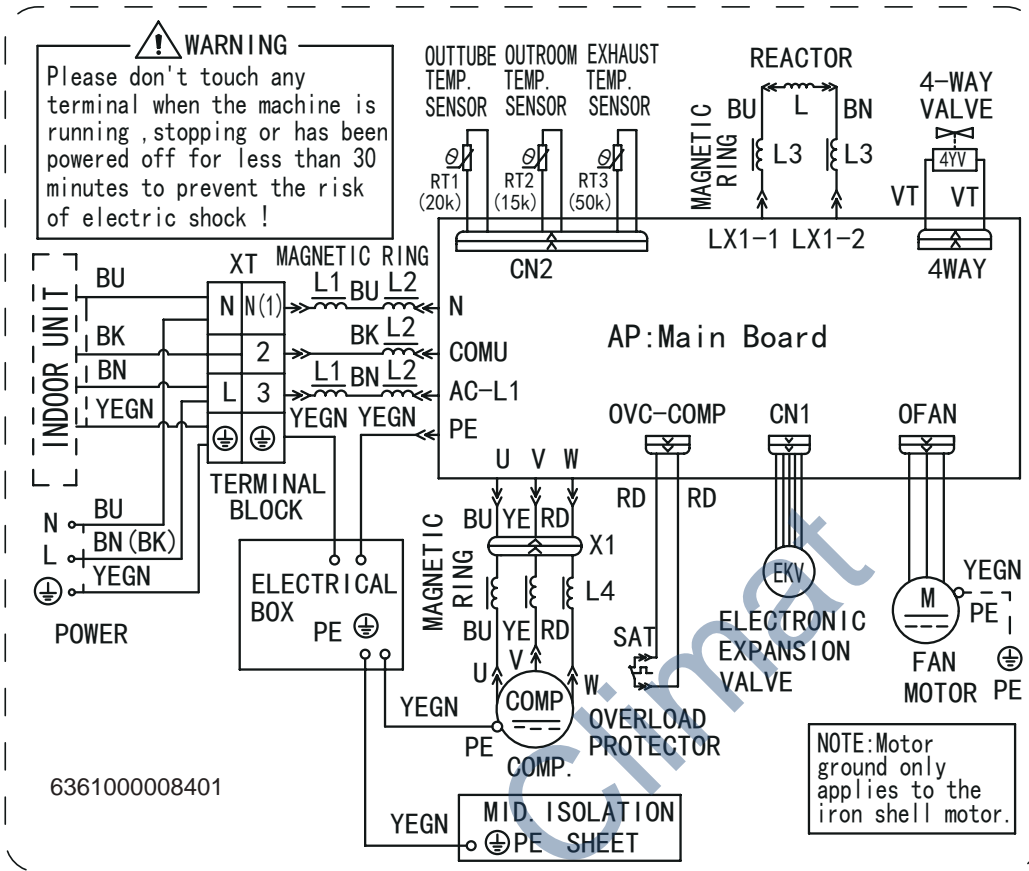 WARNING
Please don't touch any
terminal when the machine is
running ,stopping or has been
powered off for less than 30
minutes to prevent the risk
of electric shock !
OUTTUBE
TEMP.
SENSOR
OUTROOM
TEMP.
SENSOR
EXHAUST
TEMP.
SENSOR
RT1
(20k)
RT2
(15k)
RT3
(50k)
CN2
REACTOR
BU
L
BN
MAGNETIC
RING
L3
L3
LX1-1
LX1-2
4-WAY
VALVE
4YV
VT
VT
4WAY
INDOOR UNIT
BU
BK
BN
YEGN
XT
N
N(1)
2
L
3
TERMINAL
BLOCK
MAGNETIC RING
L1
BU
L2
BK
L2
L1
BN
L2
YEGN
YEGN
N
COMU
AC-L1
PE
AP:Main Board
OVC-COMP
CN1
OFAN
N
BU
L
BN(BK)
YEGN
POWER
ELECTRICAL
BOX
PE
U
V
W
BU
YE
RD
X1
MAGNETIC
RING
L4
BU
YE
RD
U
V
W
COMP
YEGN
PE
COMP.
RD
RD
SAT
OVERLOAD
PROTECTOR
EKV
ELECTRONIC
EXPANSION
VALVE
M
YEGN
PE
FAN
MOTOR
PE
YEGN
MID. ISOLATION
PE SHEET
NOTE:Motor
ground only
applies to the
iron shell motor.
6361000008401
Climat